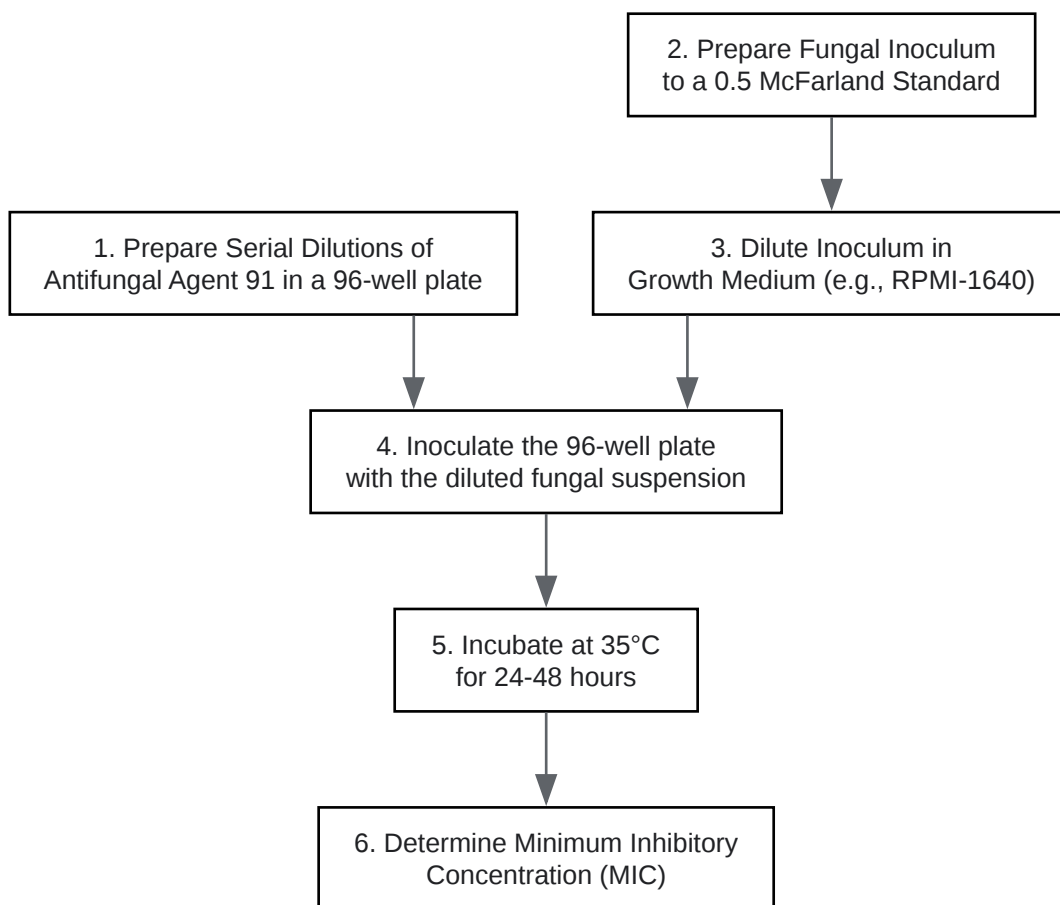 2. Prepare Fungal Inoculum
to a 0.5 McFarland Standard
1. Prepare Serial Dilutions of
Antifungal Agent 91 in a 96-well plate
3. Dilute Inoculum in
Growth Medium (e.g., RPMI-1640)
4. Inoculate the 96-well plate
with the diluted fungal suspension
5. Incubate at 35°C
for 24-48 hours
6. Determine Minimum Inhibitory
Concentration (MIC)